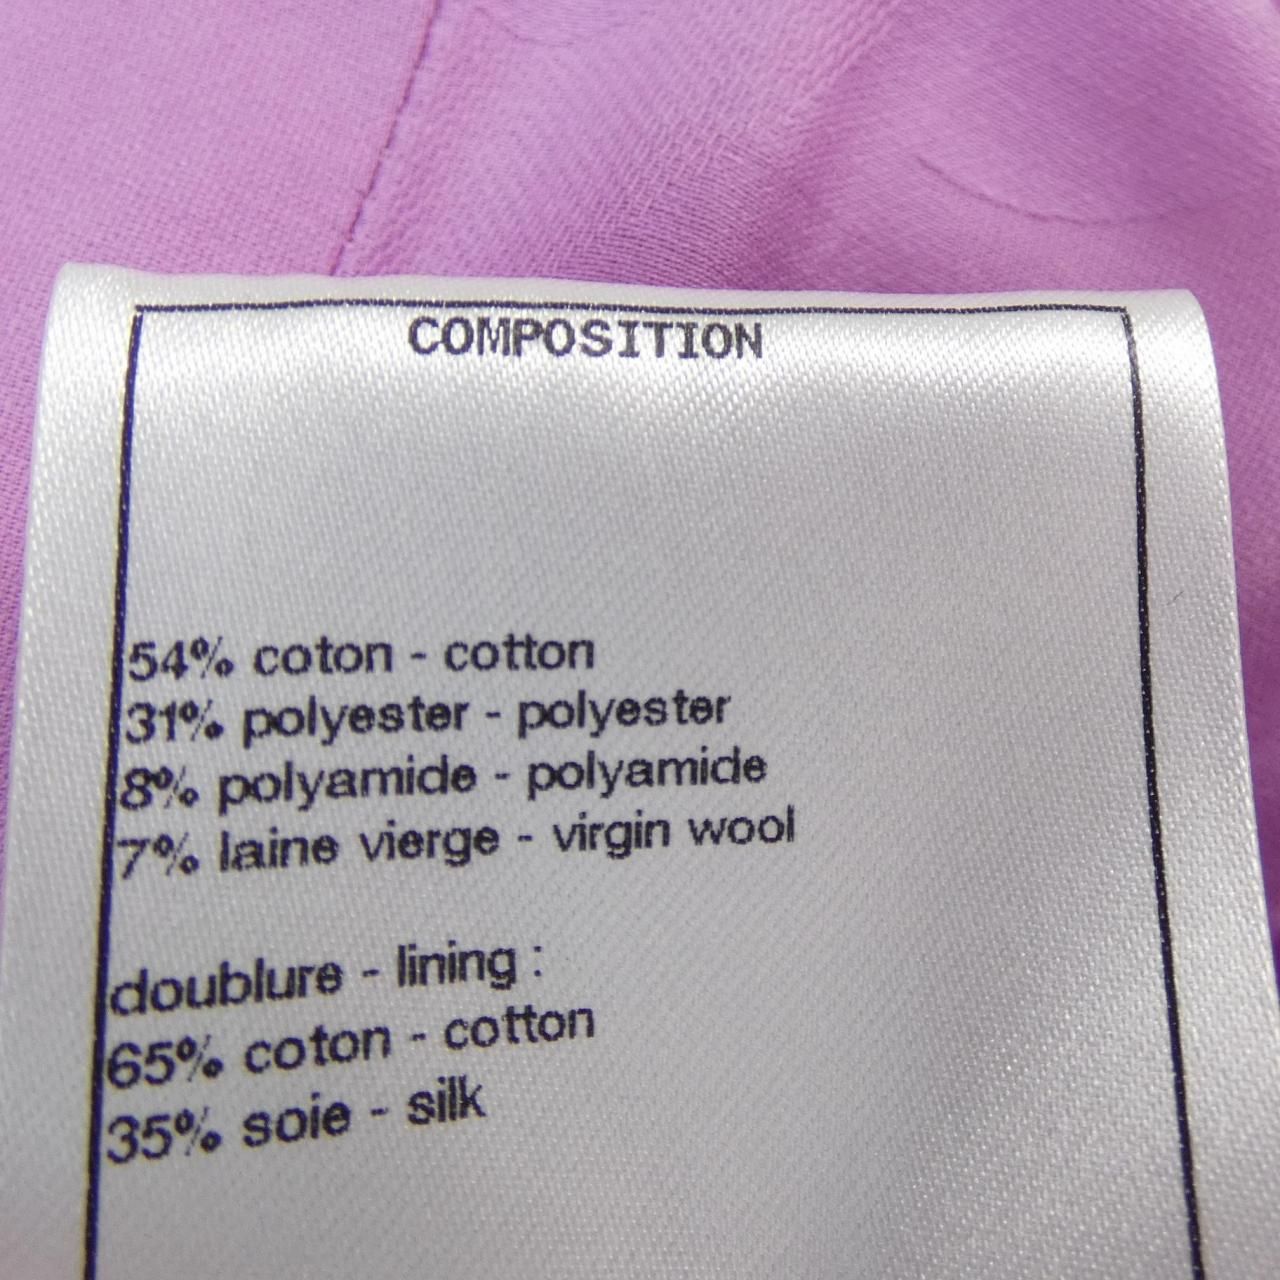 COMPOSITION
54% coton - cotton
31% polyester - polyester
8% polyamide - polyamide
7% laine vierge - virgin wool
doublure - lining :
65% coton - cotton
35% soie - silk